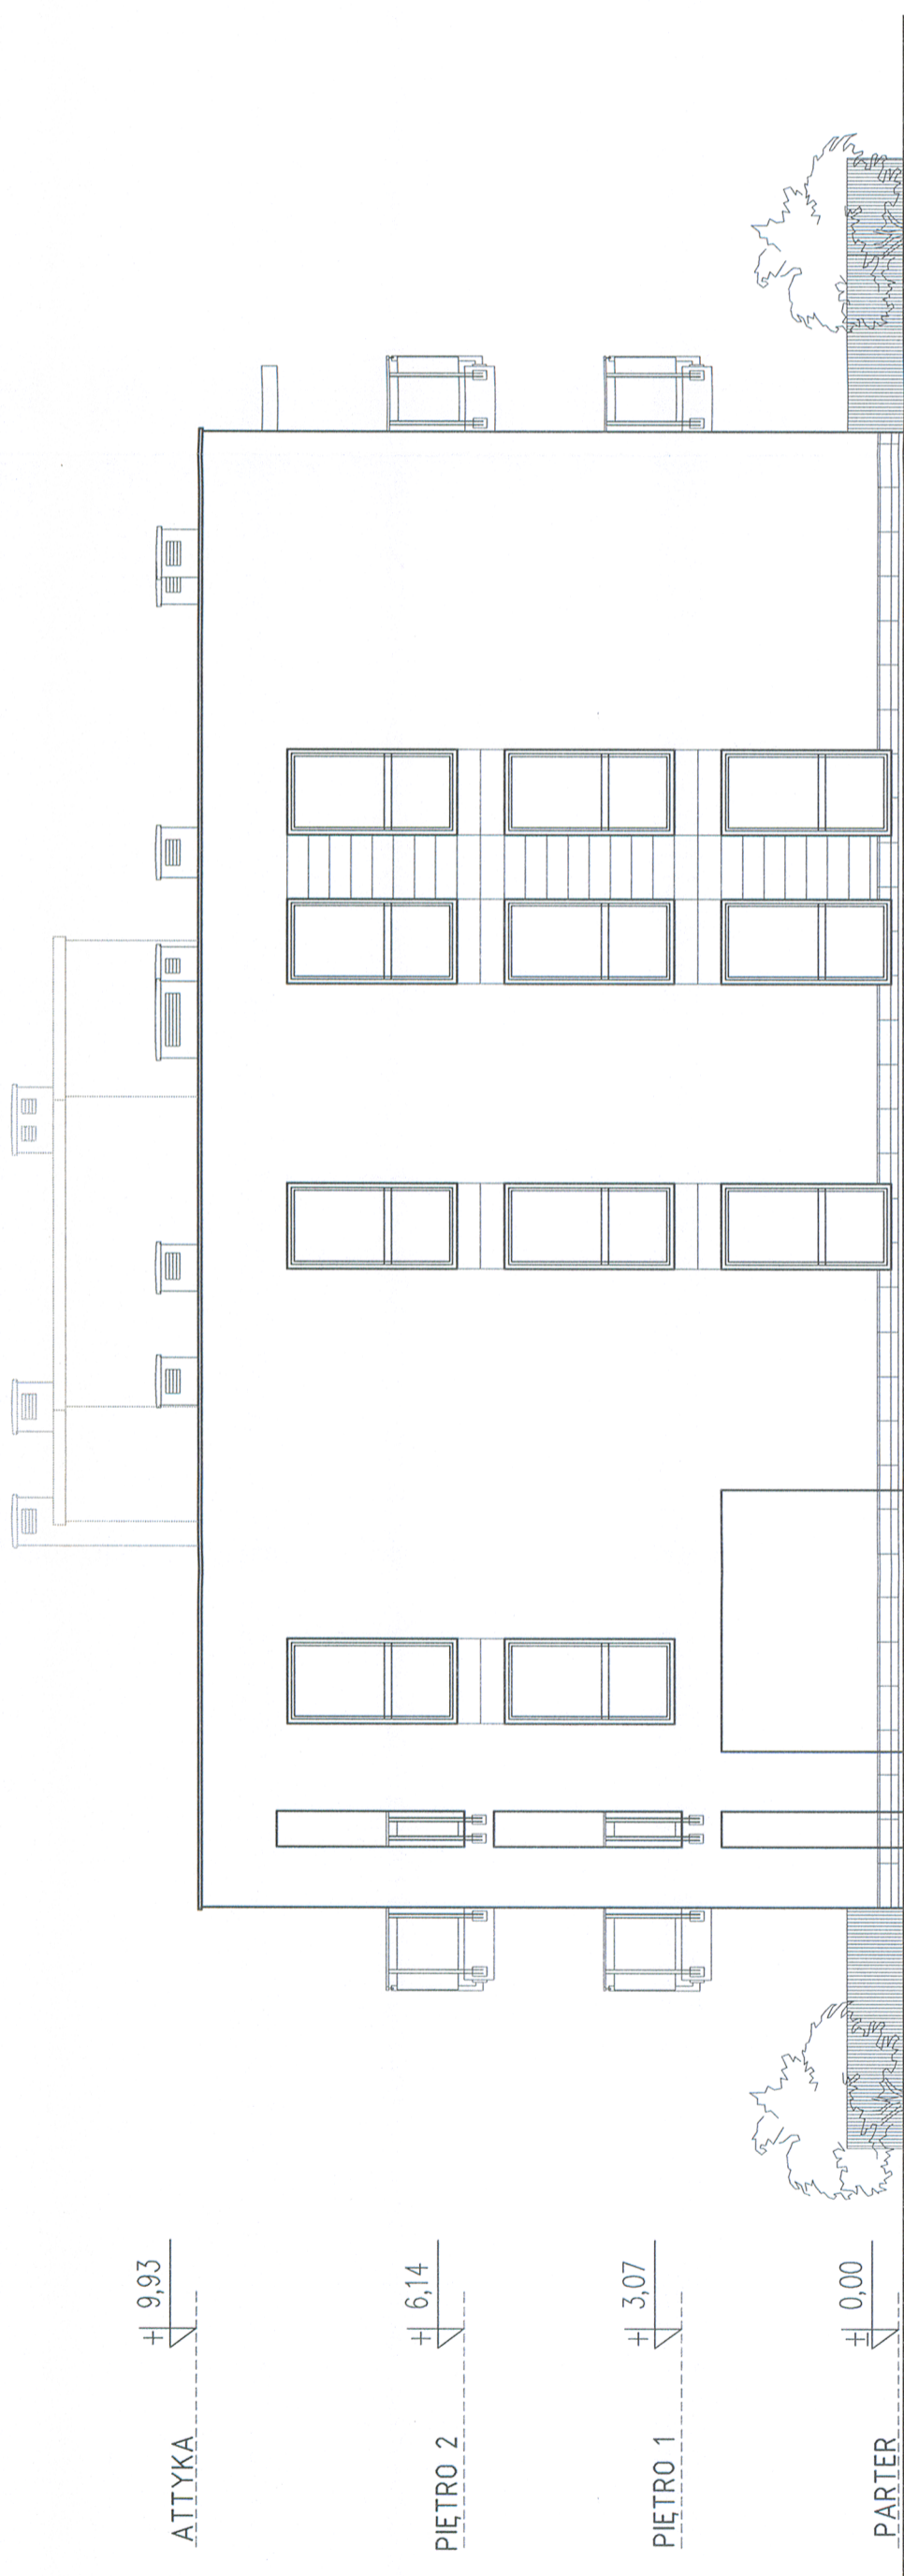 ATTYKA + 9,93
PIĘTRO 2 + 6,14
PIĘTRO 1 + 3,07
PARTER ± 0,00